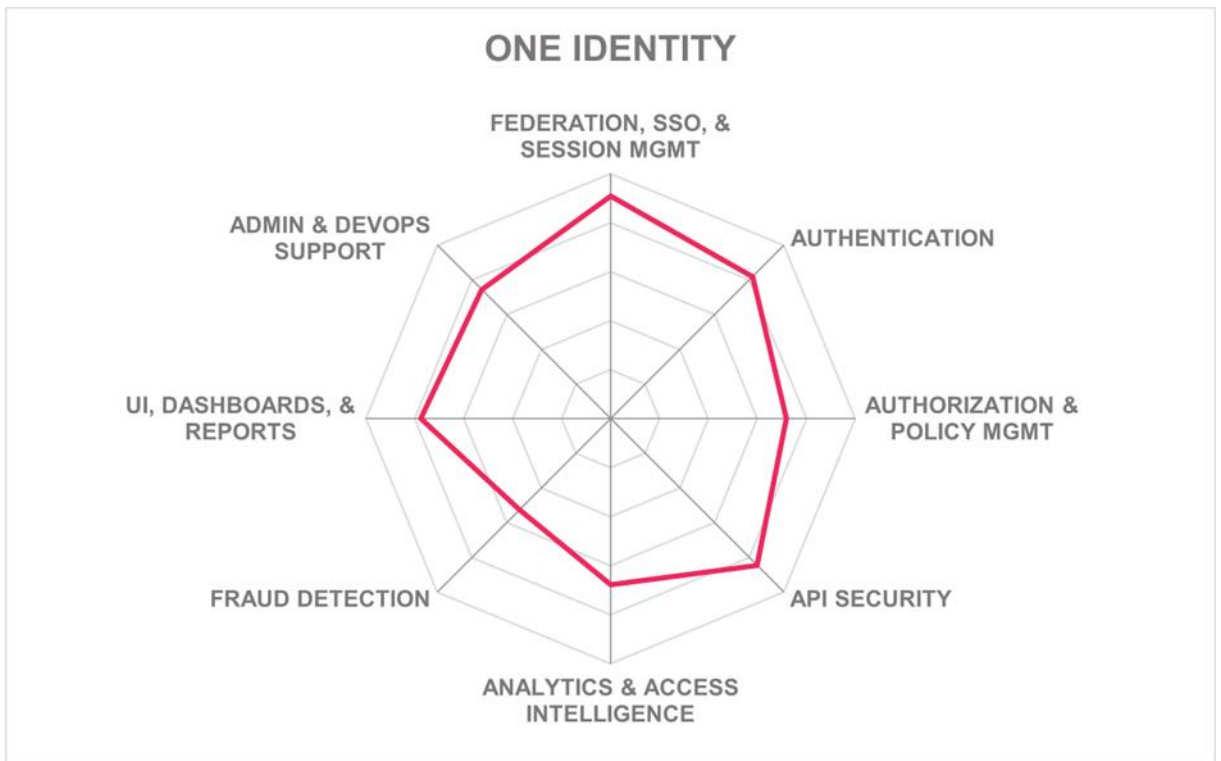 ONE IDENTITY
FEDERATION, SSO, &
SESSION MGMT
AUTHENTICATION
AUTHORIZATION &
POLICY MGMT
API SECURITY
ANALYTICS & ACCESS
INTELLIGENCE
FRAUD DETECTION
UI, DASHBOARDS, &
REPORTS
ADMIN & DEVOPS
SUPPORT